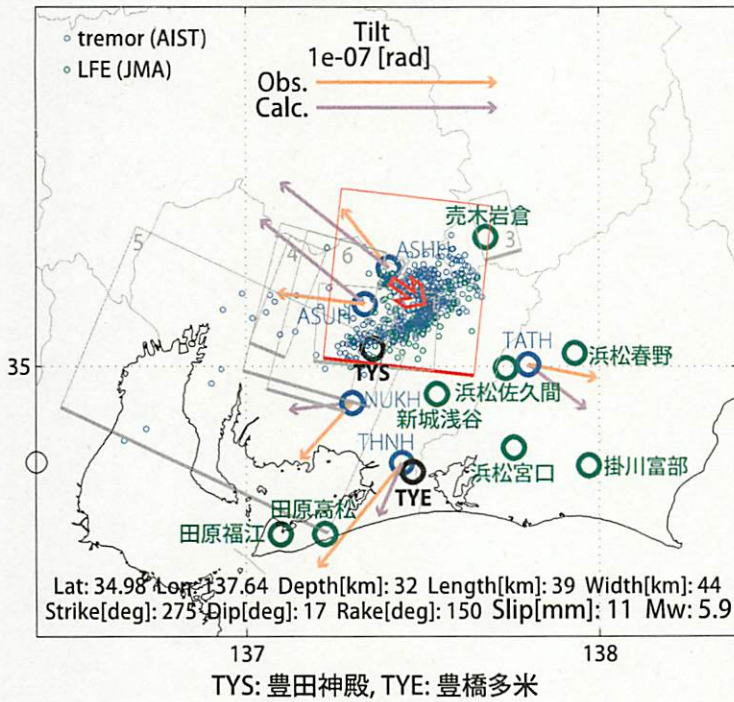 tremor (AIST)
LFE (JMA)
Tilt
1e-07 [rad]
Obs.
Calc.
売木岩倉
5
4
6
3
ASHH
ASUH
TATH
浜松春野
35
TYS
浜松佐久間
NUKH
新城浅谷
THNH
浜松宮口
掛川富部
TYE
田原高松
田原福江
Lat: 34.98 Lon: 137.64 Depth[km]: 32 Length[km]: 39 Width[km]: 44
Strike[deg]: 275 Dip[deg]: 17 Rake[deg]: 150 Slip[mm]: 11 Mw: 5.9
137
138
TYS: 豊田神殿, TYE: 豊橋多米